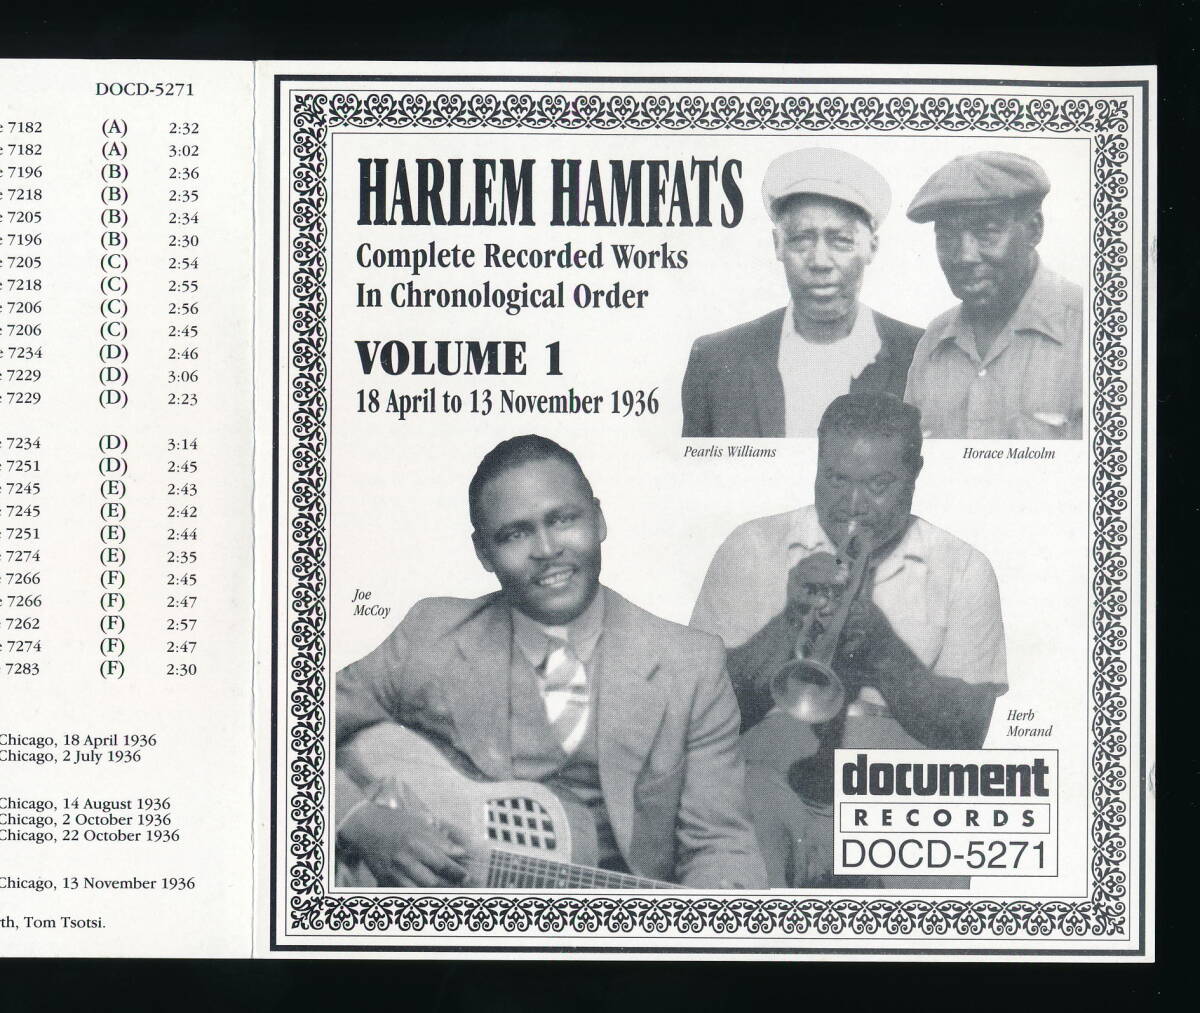 DOCD-5271
7182 (A) 2:32
7182 (A) 3:02
7196 (B) 2:36
7218 (B) 2:35
7205 (B) 2:34
7196 (B) 2:30
7205 (C) 2:54
7218 (C) 2:55
7206 (C) 2:56
7206 (C) 2:45
7234 (D) 2:46
7229 (D) 3:06
7229 (D) 2:23
7234 (D) 3:14
7251 (D) 2:45
7245 (E) 2:43
7245 (E) 2:42
7251 (E) 2:44
7274 (E) 2:35
7266 (F) 2:45
7266 (F) 2:47
7262 (F) 2:57
7274 (F) 2:47
7283 (F) 2:30
Chicago, 18 April 1936
Chicago, 2 July 1936
Chicago, 14 August 1936
Chicago, 2 October 1936
Chicago, 22 October 1936
Chicago, 13 November 1936
Tom Tsotsi.
HARLEM HAMFATS
Complete Recorded Works
In Chronological Order
VOLUME 1
18 April to 13 November 1936
Pearlis Williams
Horace Malcolm
Joe
McCoy
Herb
Morand
document
RECORDS
DOCD-5271